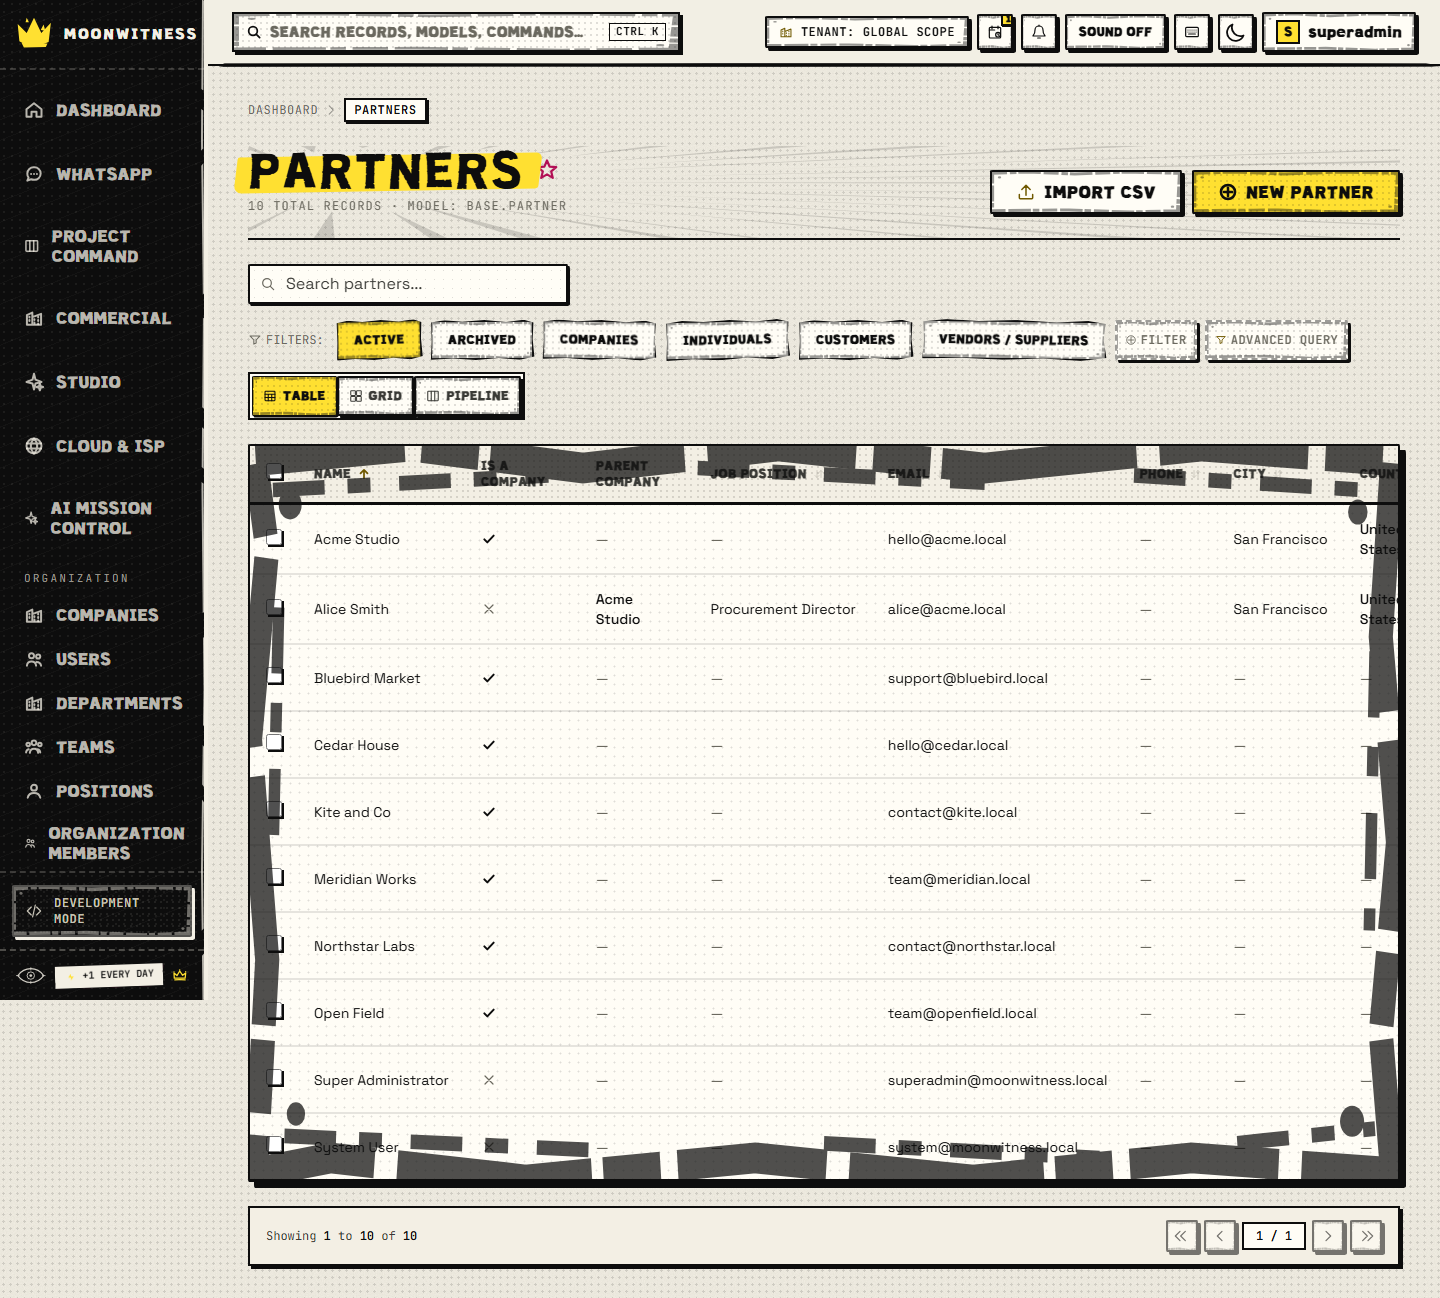 MOONWITNESS
SEARCH RECORDS, MODELS, COMMANDS…
CTRL K
TENANT: GLOBAL SCOPE
SOUND OFF
S
superadmin
DASHBOARD
WHATSAPP
PROJECT
COMMAND
COMMERCIAL
STUDIO
CLOUD & ISP
AI MISSION
CONTROL
ORGANIZATION
COMPANIES
USERS
DEPARTMENTS
TEAMS
POSITIONS
ORGANIZATION
MEMBERS
DEVELOPMENT
MODE
+1 EVERY DAY
DASHBOARD
PARTNERS
PARTNERS
10 TOTAL RECORDS · MODEL: BASE.PARTNER
IMPORT CSV
NEW PARTNER
Search partners...
FILTERS: ACTIVE ARCHIVED COMPANIES INDIVIDUALS CUSTOMERS VENDORS / SUPPLIERS FILTER ADVANCED QUERY
TABLE GRID PIPELINE
NAME
IS A
COMPANY
PARENT
COMPANY
JOB POSITION
EMAIL
PHONE
CITY
COUNT
Acme Studio — — hello@acme.local — San Francisco United
States
Alice Smith Acme
Studio Procurement Director alice@acme.local — San Francisco United
States
Bluebird Market — — support@bluebird.local — — —
Cedar House — — hello@cedar.local — — —
Kite and Co — — contact@kite.local — — —
Meridian Works — — team@meridian.local — — —
Northstar Labs — — contact@northstar.local — — —
Open Field — — team@openfield.local — — —
Super Administrator — — superadmin@moonwitness.local — — —
System User — — system@moonwitness.local — —
Showing 1 to 10 of 10
1 / 1